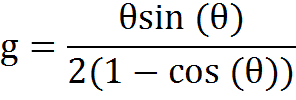 g = θsin (θ) / 2(1 − cos (θ))